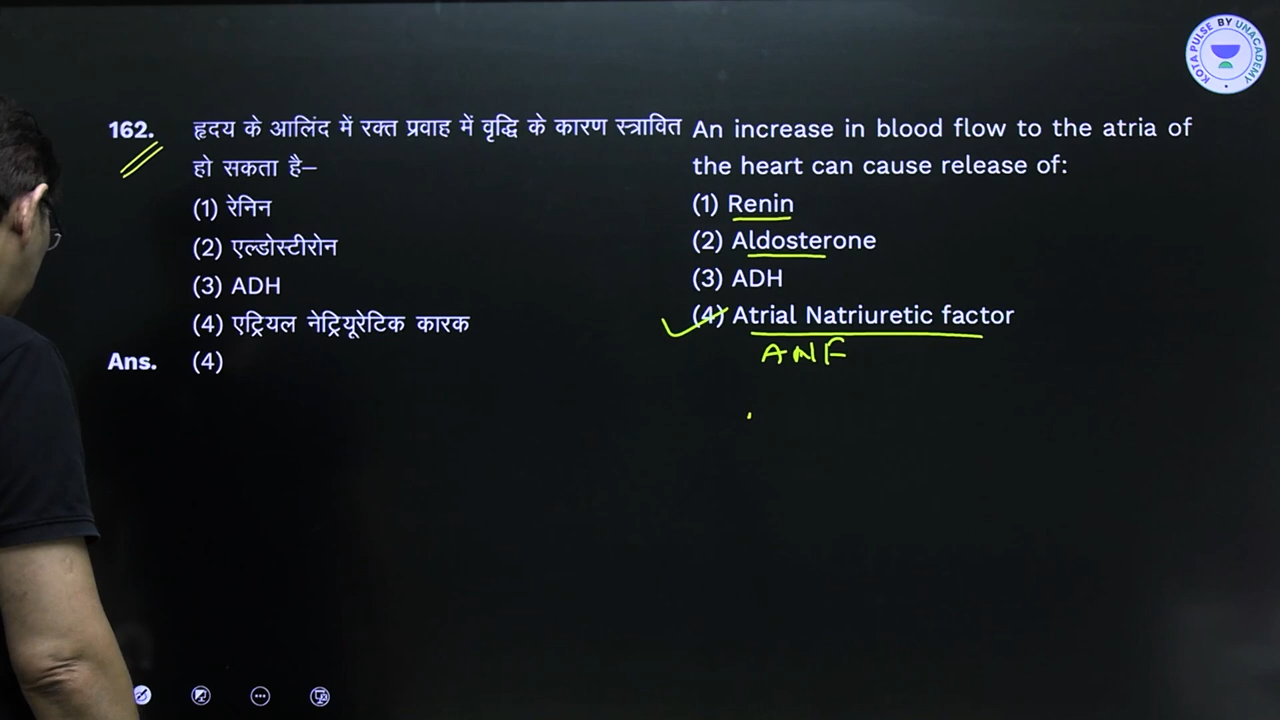 KOTA PULSE BY UNACADEMY
162. हृदय के आलिंद में रक्त प्रवाह में वृद्धि के कारण स्त्रावित
हो सकता है–
(1) रेनिन
(2) एल्डोस्टीरोन
(3) ADH
(4) एट्रियल नेट्रियूरेटिक कारक
Ans. (4)
An increase in blood flow to the atria of
the heart can cause release of:
(1) Renin
(2) Aldosterone
(3) ADH
(4) Atrial Natriuretic factor
ANF